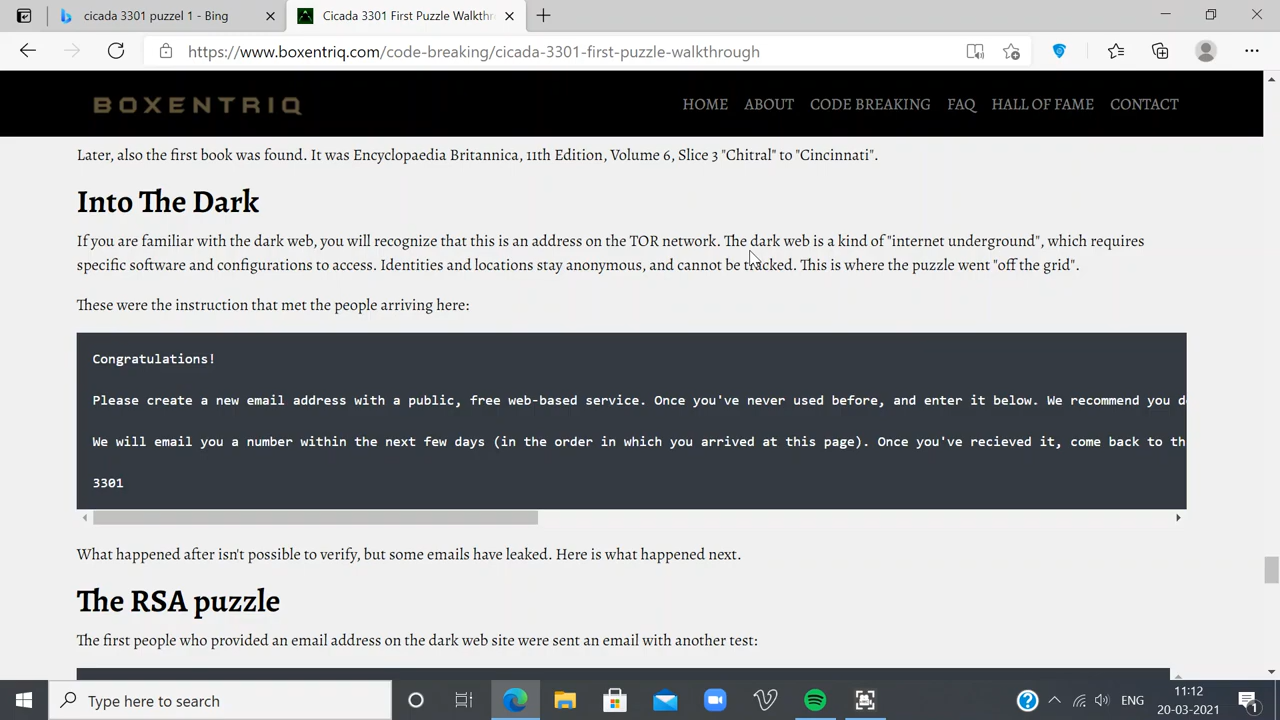 cicada 3301 puzzel 1 - Bing
Cicada 3301 First Puzzle Walkthr
https://www.boxentriq.com/code-breaking/cicada-3301-first-puzzle-walkthrough
BOXENTRIQ
HOME ABOUT CODE BREAKING FAQ HALL OF FAME CONTACT
Later, also the first book was found. It was Encyclopaedia Britannica, 11th Edition, Volume 6, Slice 3 "Chitral" to "Cincinnati".
Into The Dark
If you are familiar with the dark web, you will recognize that this is an address on the TOR network. The dark web is a kind of "internet underground", which requires
specific software and configurations to access. Identities and locations stay anonymous, and cannot be tracked. This is where the puzzle went "off the grid".
These were the instruction that met the people arriving here:
Congratulations!
Please create a new email address with a public, free web-based service. Once you've never used before, and enter it below. We recommend you d
We will email you a number within the next few days (in the order in which you arrived at this page). Once you've recieved it, come back to th
3301
What happened after isn't possible to verify, but some emails have leaked. Here is what happened next.
The RSA puzzle
The first people who provided an email address on the dark web site were sent an email with another test:
Type here to search
ENG
11:12
20-03-2021
1